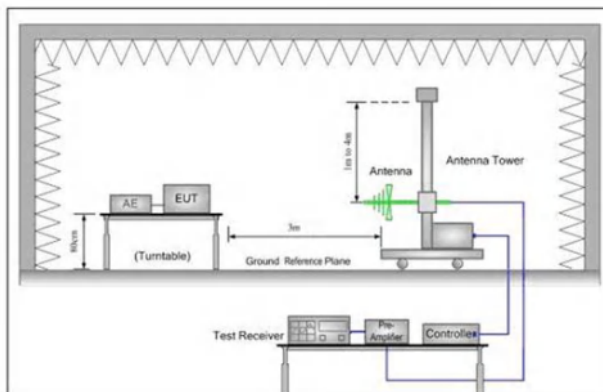 1m to 4m
Antenna
Antenna Tower
AE
EUT
80cm
(Turntable)
3m
Ground Reference Plane
Test Receiver
Pre-
Amplifier
Controller